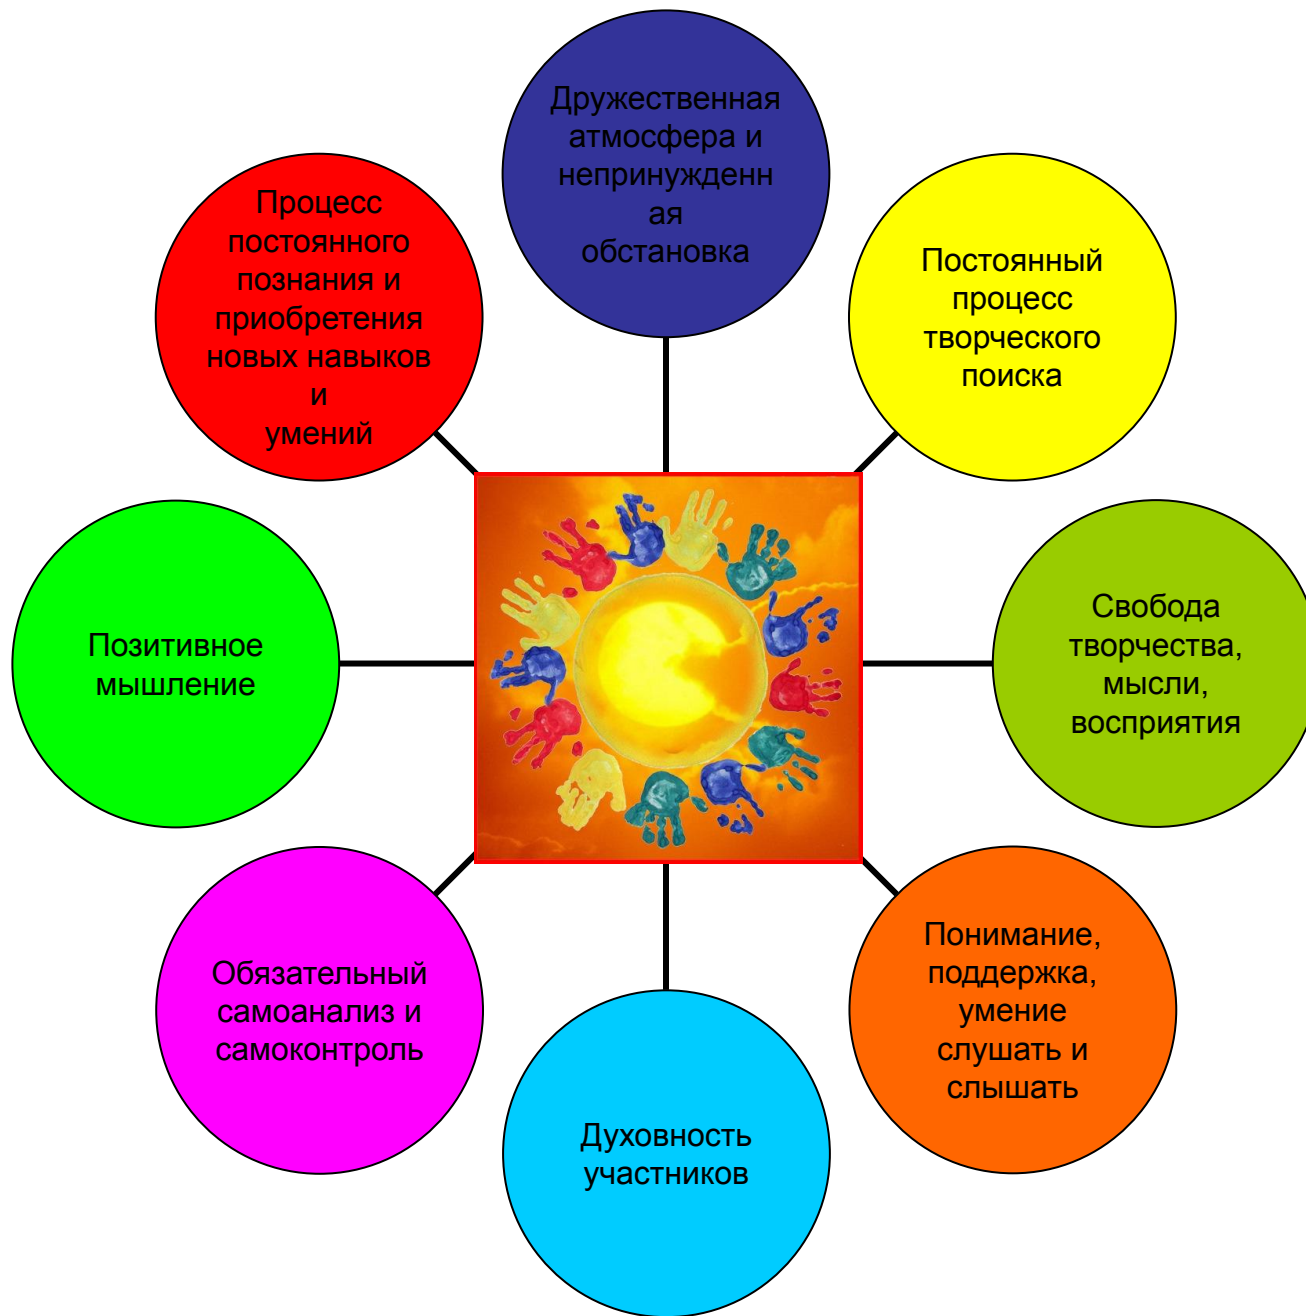 Дружественная
атмосфера и
непринужденн
ая
обстановка
Постоянный
процесс
творческого
поиска
Свобода
творчества,
мысли,
восприятия
Понимание,
поддержка,
умение
слушать и
слышать
Духовность
участников
Обязательный
самоанализ и
самоконтроль
Позитивное
мышление
Процесс
постоянного
познания и
приобретения
новых навыков
и
умений